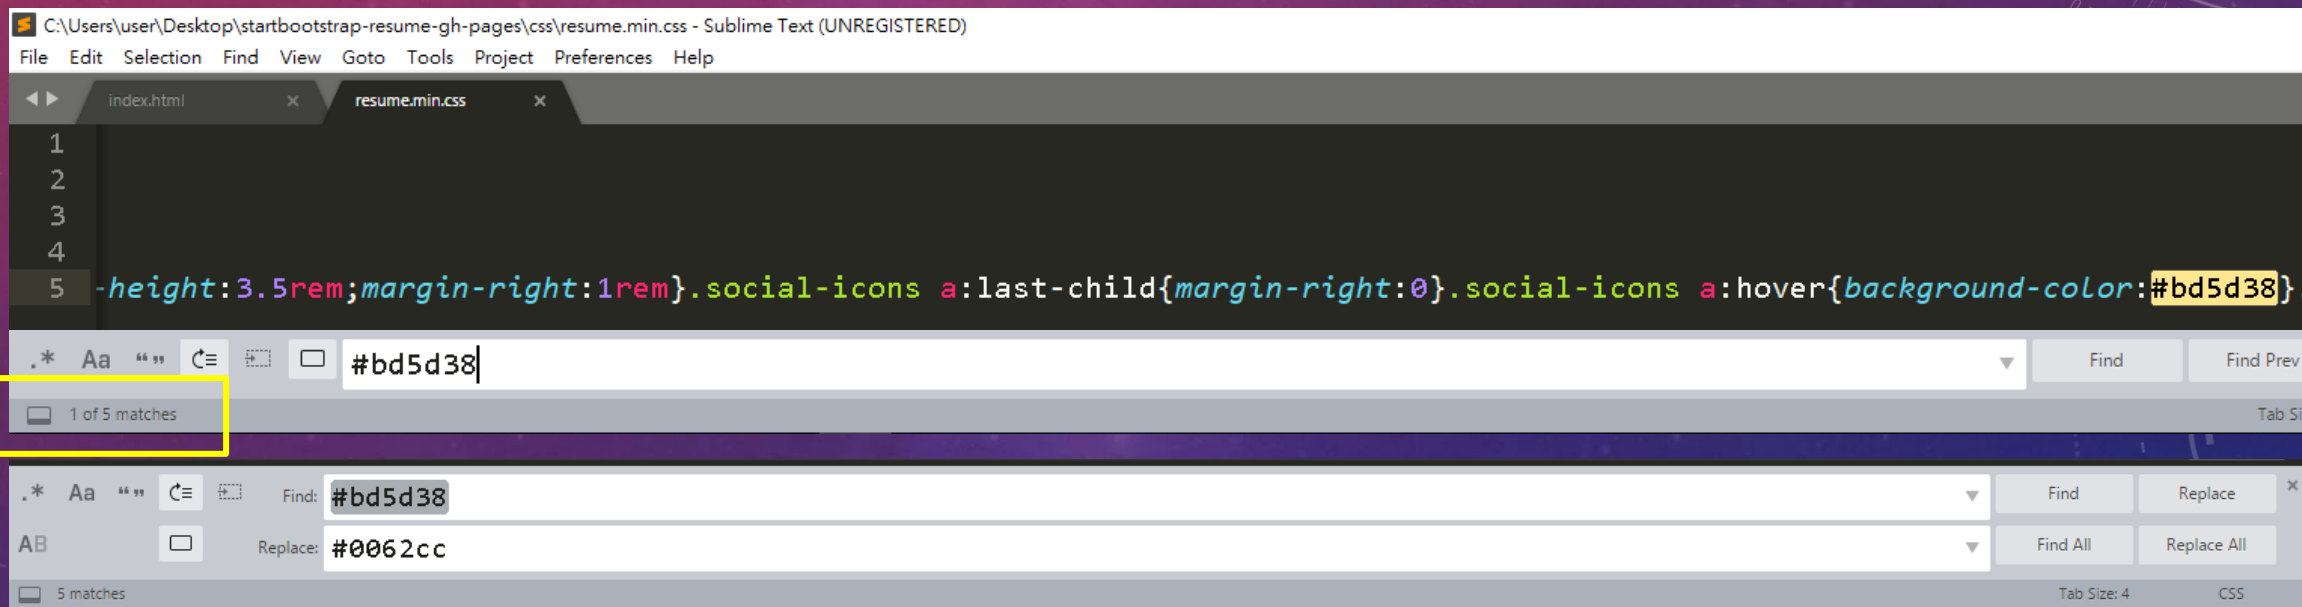 C:\Users\user\Desktop\startbootstrap-resume-gh-pages\css\resume.min.css - Sublime Text (UNREGISTERED)
File Edit Selection Find View Goto Tools Project Preferences Help
index.html × resume.min.css ×
1
2
3
4
5 -height:3.5rem;margin-right:1rem}.social-icons a:last-child{margin-right:0}.social-icons a:hover{background-color:#bd5d38}
.* Aa “” #bd5d38 Find Find Prev
1 of 5 matches Tab Si
.* Aa “” Find: #bd5d38 Find Replace ×
AB Replace: #0062cc Find All Replace All
5 matches Tab Size: 4 CSS